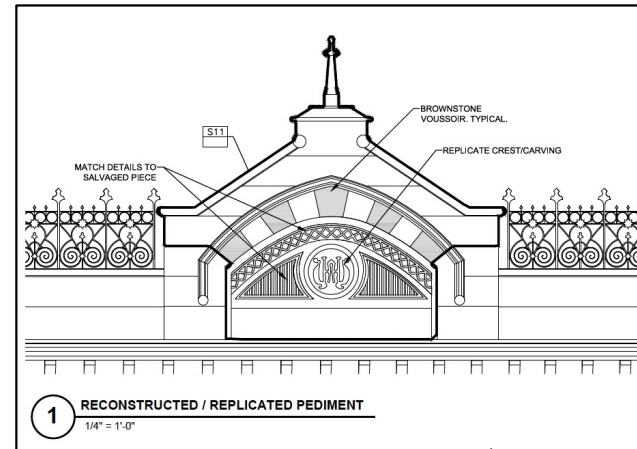 BROWNSTONE
VOUSSOIR. TYPICAL.
S11
REPLICATE CREST/CARVING
MATCH DETAILS TO
SALVAGED PIECE
1
RECONSTRUCTED / REPLICATED PEDIMENT
1/4" = 1'-0"